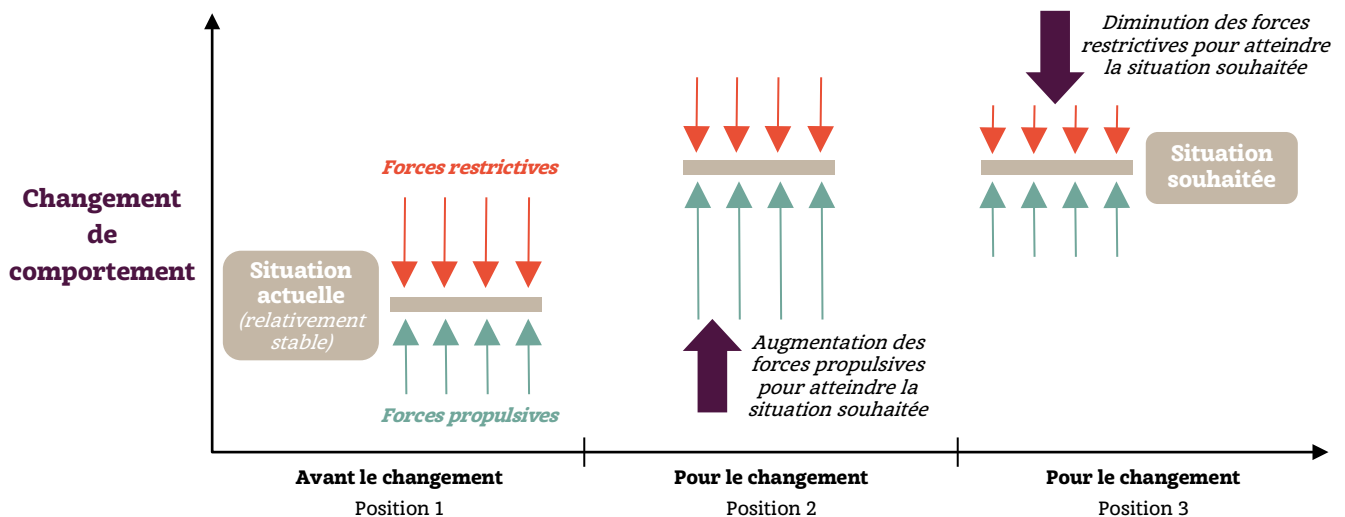 Diminution des forces
restrictives pour atteindre
la situation souhaitée
Forces restrictives
Situation
souhaitée
Changement
de
comportement
Situation
actuelle
(relativement
stable)
Augmentation des
forces propulsives
pour atteindre la
situation souhaitée
Forces propulsives
Avant le changement
Position 1
Pour le changement
Position 2
Pour le changement
Position 3